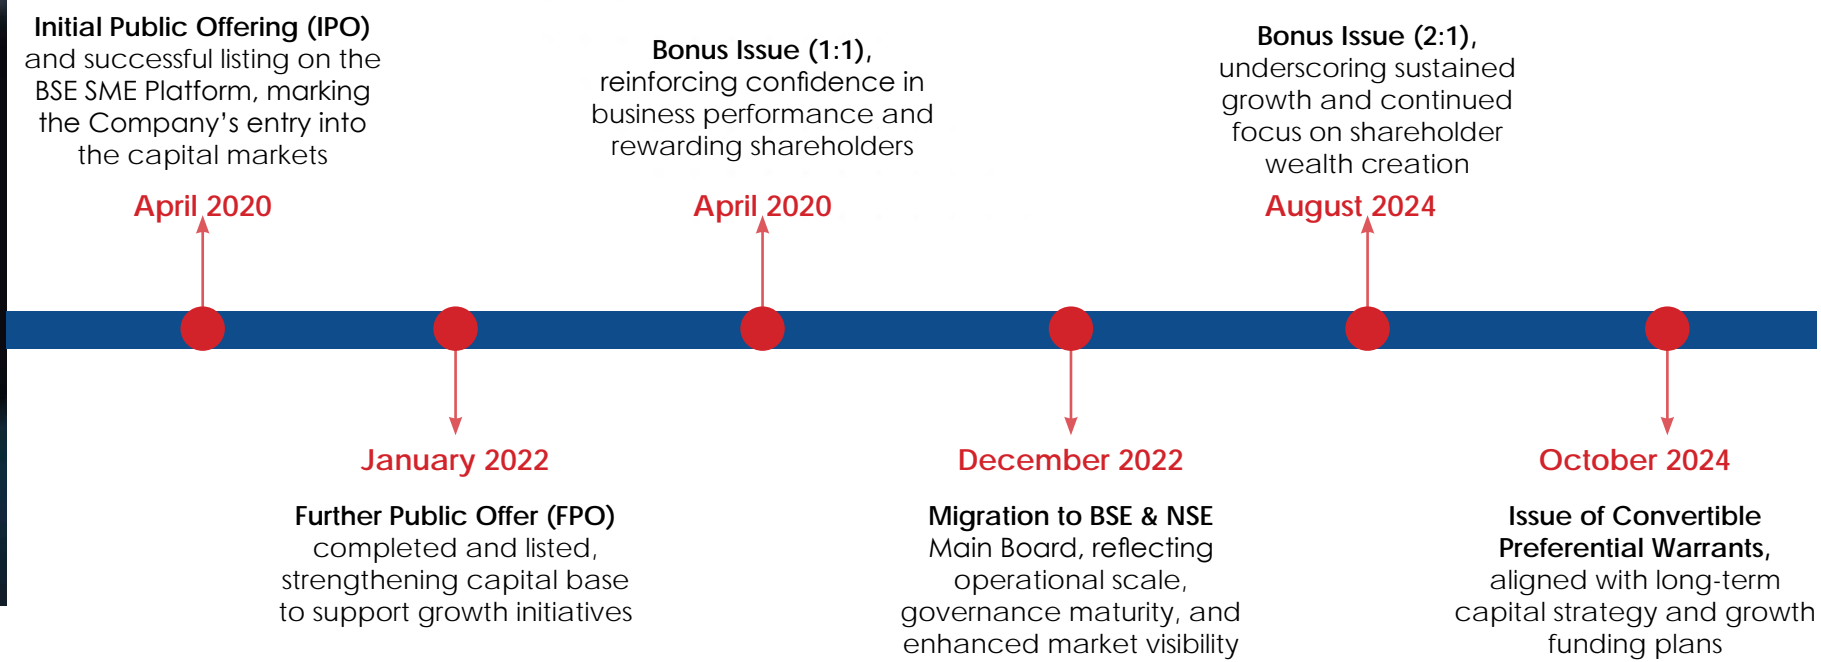 Initial Public Offering (IPO)
and successful listing on the
BSE SME Platform, marking
the Company's entry into
the capital markets
April 2020
January 2022
Further Public Offer (FPO)
completed and listed,
strengthening capital base
to support growth initiatives
Bonus Issue (1:1),
reinforcing confidence in
business performance and
rewarding shareholders
April 2020
December 2022
Migration to BSE & NSE
Main Board, reflecting
operational scale,
governance maturity, and
enhanced market visibility
Bonus Issue (2:1),
underscoring sustained
growth and continued
focus on shareholder
wealth creation
August 2024
October 2024
Issue of Convertible
Preferential Warrants,
aligned with long-term
capital strategy and growth
funding plans